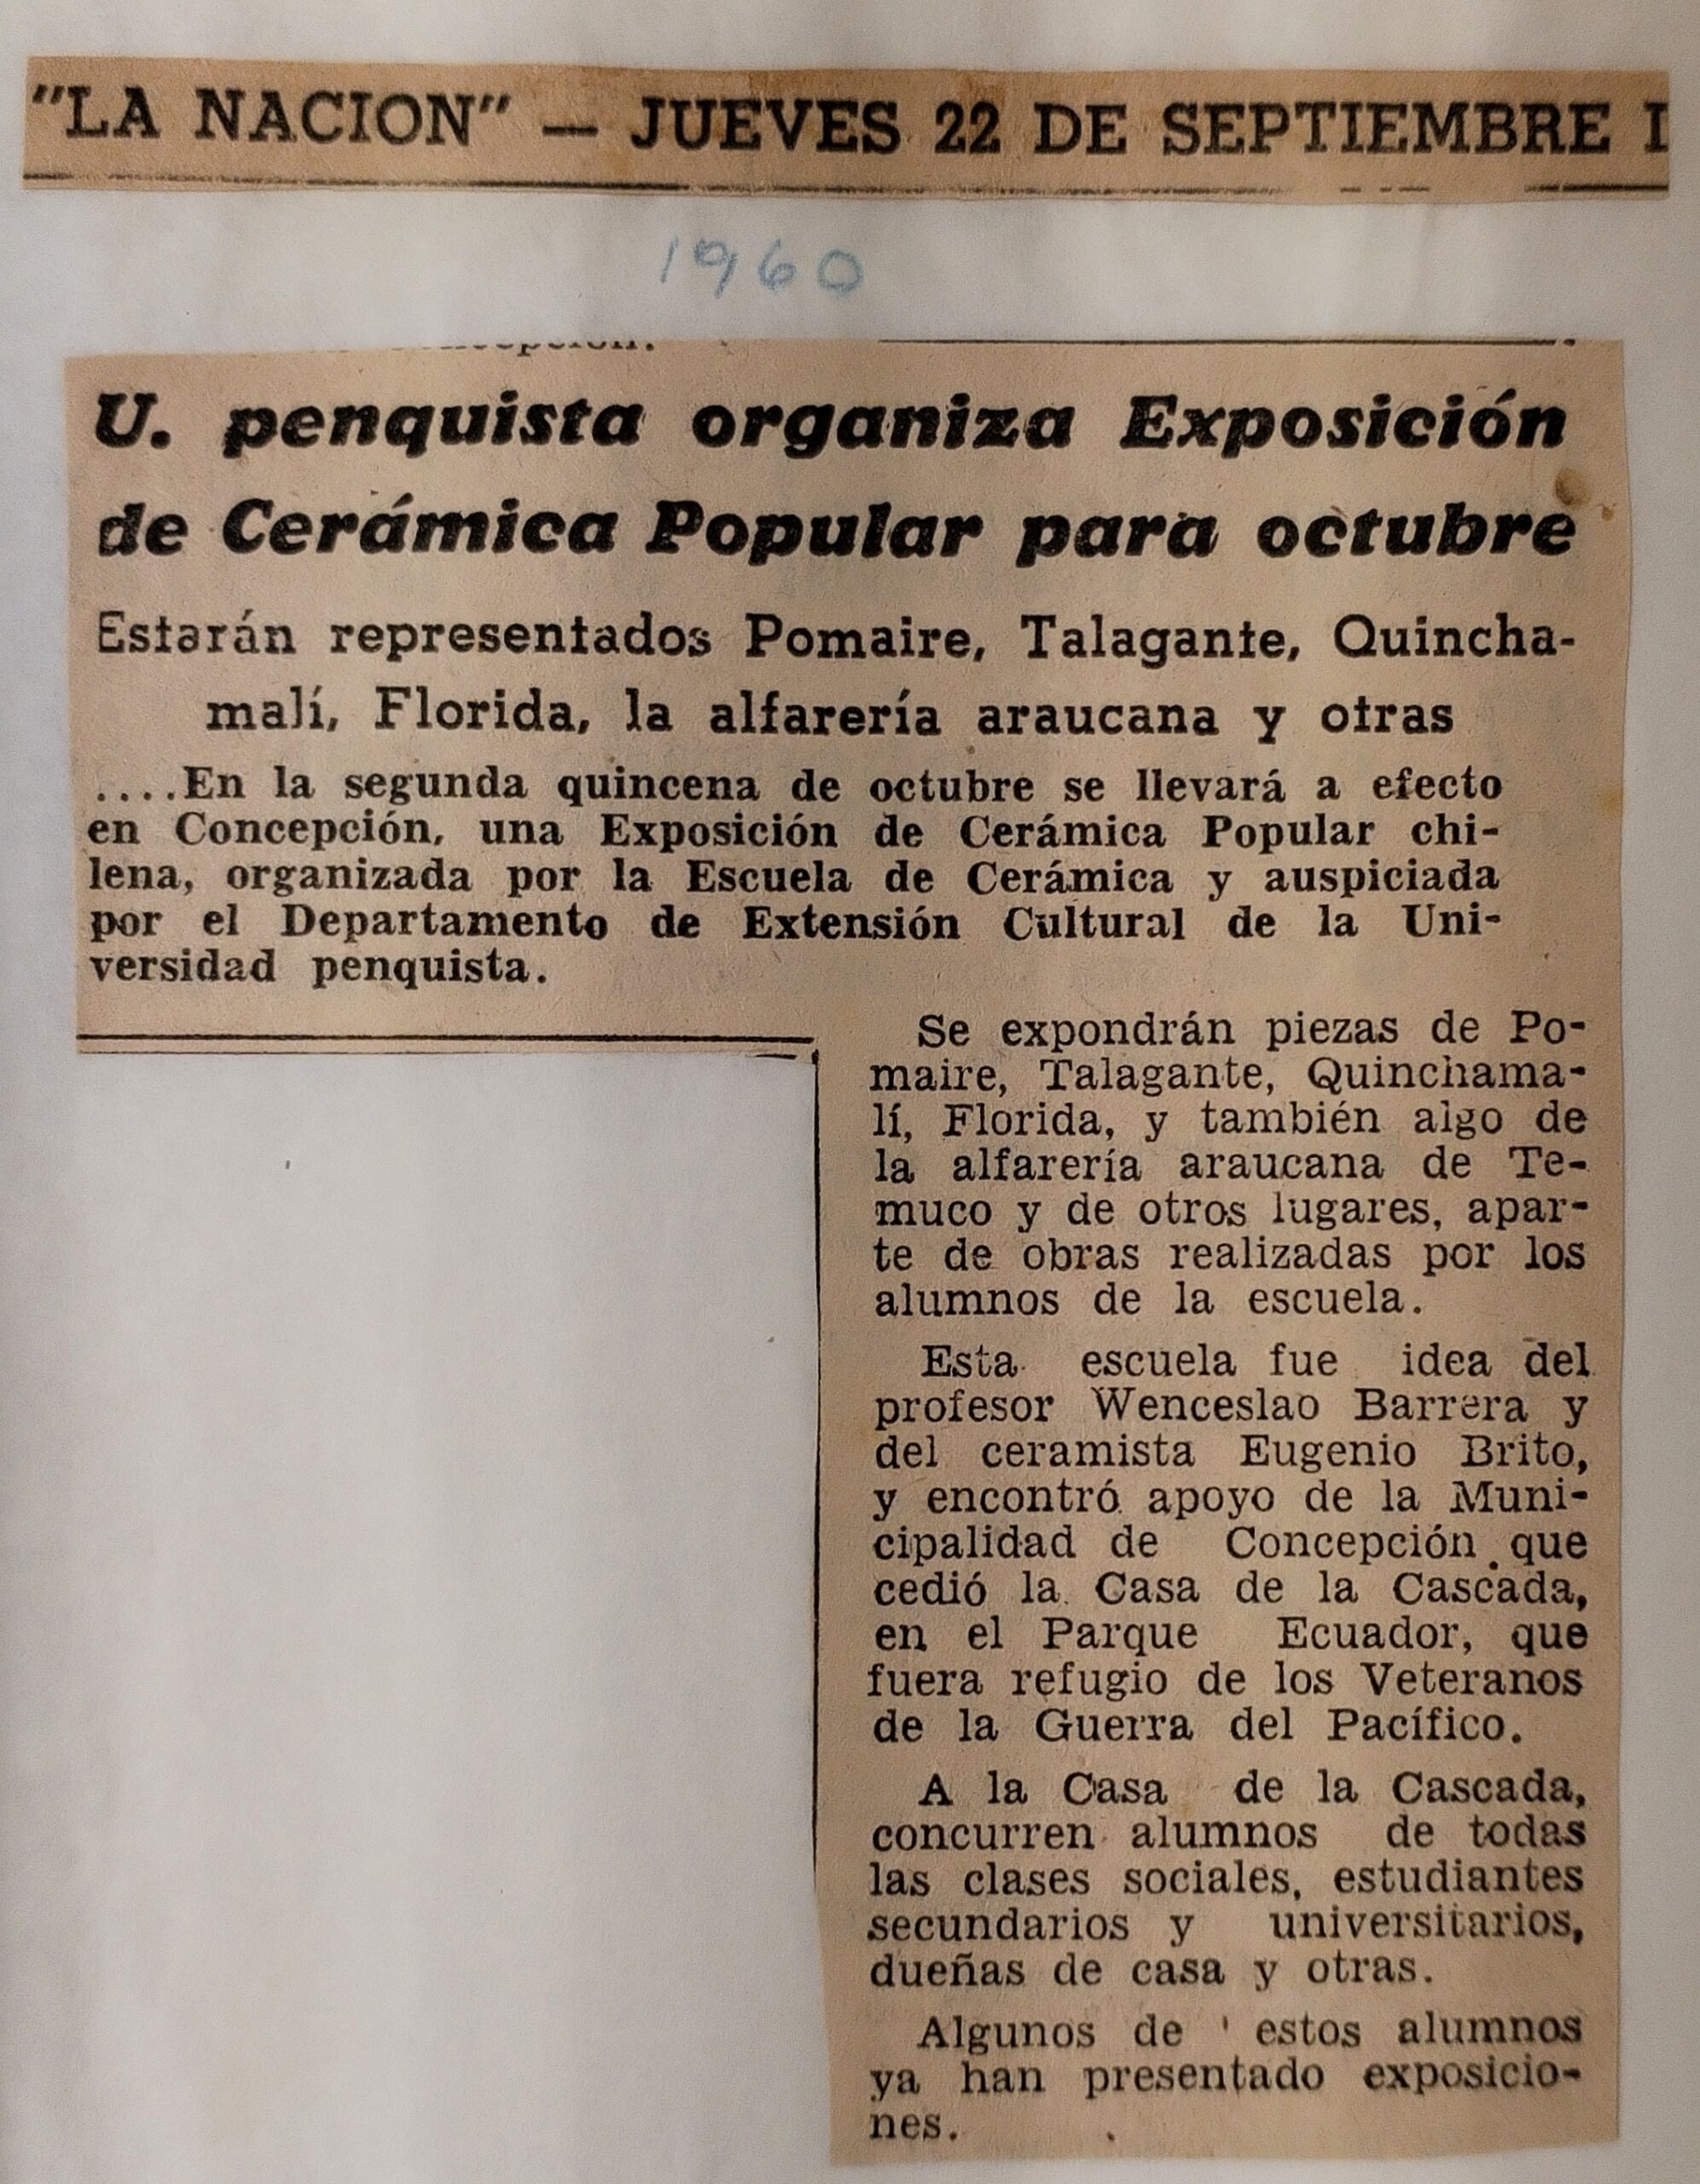 "LA NACION" — JUEVES 22 DE SEPTIEMBRE
1960
U. penquista organiza Exposición
de Cerámica Popular para octubre
Estarán representados Pomaire, Talagante, Quincha-
malí, Florida, la alfarería araucana y otras
....En la segunda quincena de octubre se llevará a efecto
en Concepción, una Exposición de Cerámica Popular chi-
lena, organizada por la Escuela de Cerámica y auspiciada
por el Departamento de Extensión Cultural de la Uni-
versidad penquista.
Se expondrán piezas de Po-
maire, Talagante, Quinchama-
lí, Florida, y también algo de
la alfarería araucana de Te-
muco y de otros lugares, apar-
te de obras realizadas por los
alumnos de la escuela.
Esta escuela fue idea del
profesor Wenceslao Barrera y
del ceramista Eugenio Brito,
y encontró apoyo de la Muni-
cipalidad de Concepción que
cedió la Casa de la Cascada,
en el Parque Ecuador, que
fuera refugio de los Veteranos
de la Guerra del Pacífico.
A la Casa de la Cascada,
concurren alumnos de todas
las clases sociales, estudiantes
secundarios y universitarios,
dueñas de casa y otras.
Algunos de estos alumnos
ya han presentado exposicio-
nes.